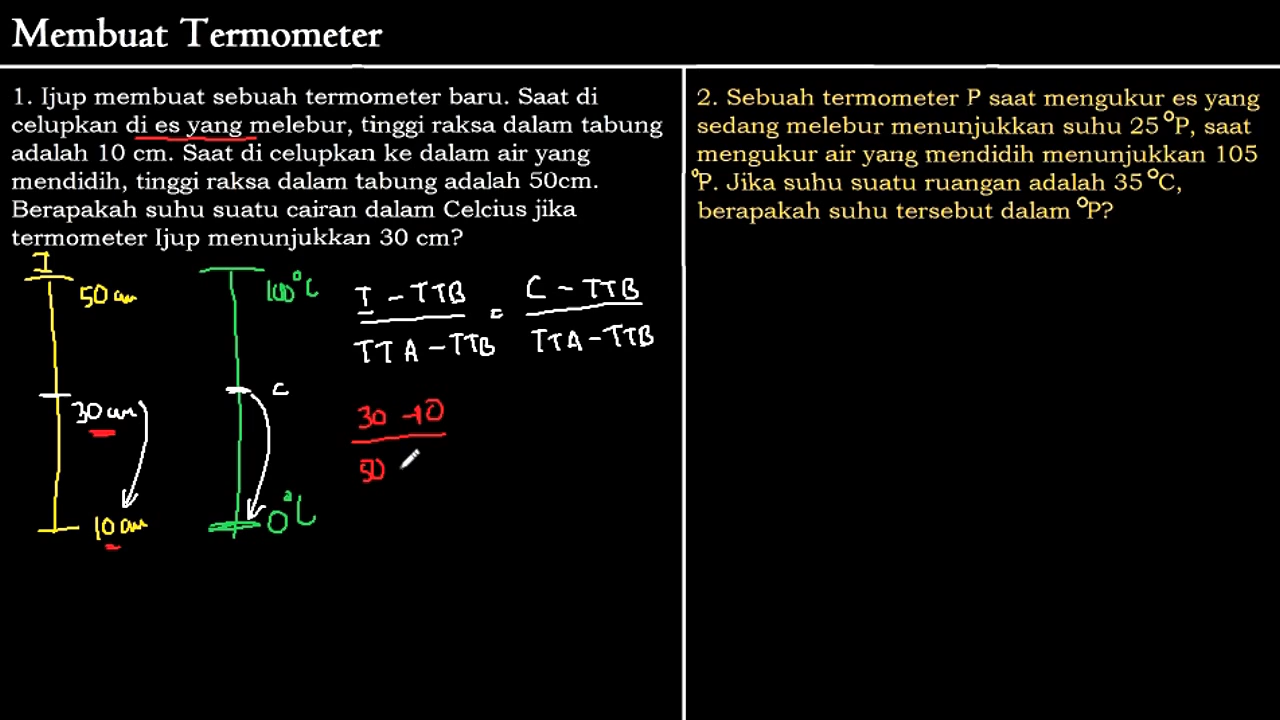 Membuat Termometer
1. Ijup membuat sebuah termometer baru. Saat di
celupkan di es yang melebur, tinggi raksa dalam tabung
adalah 10 cm. Saat di celupkan ke dalam air yang
mendidih, tinggi raksa dalam tabung adalah 50cm.
Berapakah suhu suatu cairan dalam Celcius jika
termometer Ijup menunjukkan 30 cm?
I
50 cm
30 cm
10 cm
100°C
C
0°C
I - TTB = C - TTB
TTA - TTB TTA - TTB
30 - 10
50
2. Sebuah termometer P saat mengukur es yang
sedang melebur menunjukkan suhu 25 °P, saat
mengukur air yang mendidih menunjukkan 105
°P. Jika suhu suatu ruangan adalah 35 °C,
berapakah suhu tersebut dalam °P?